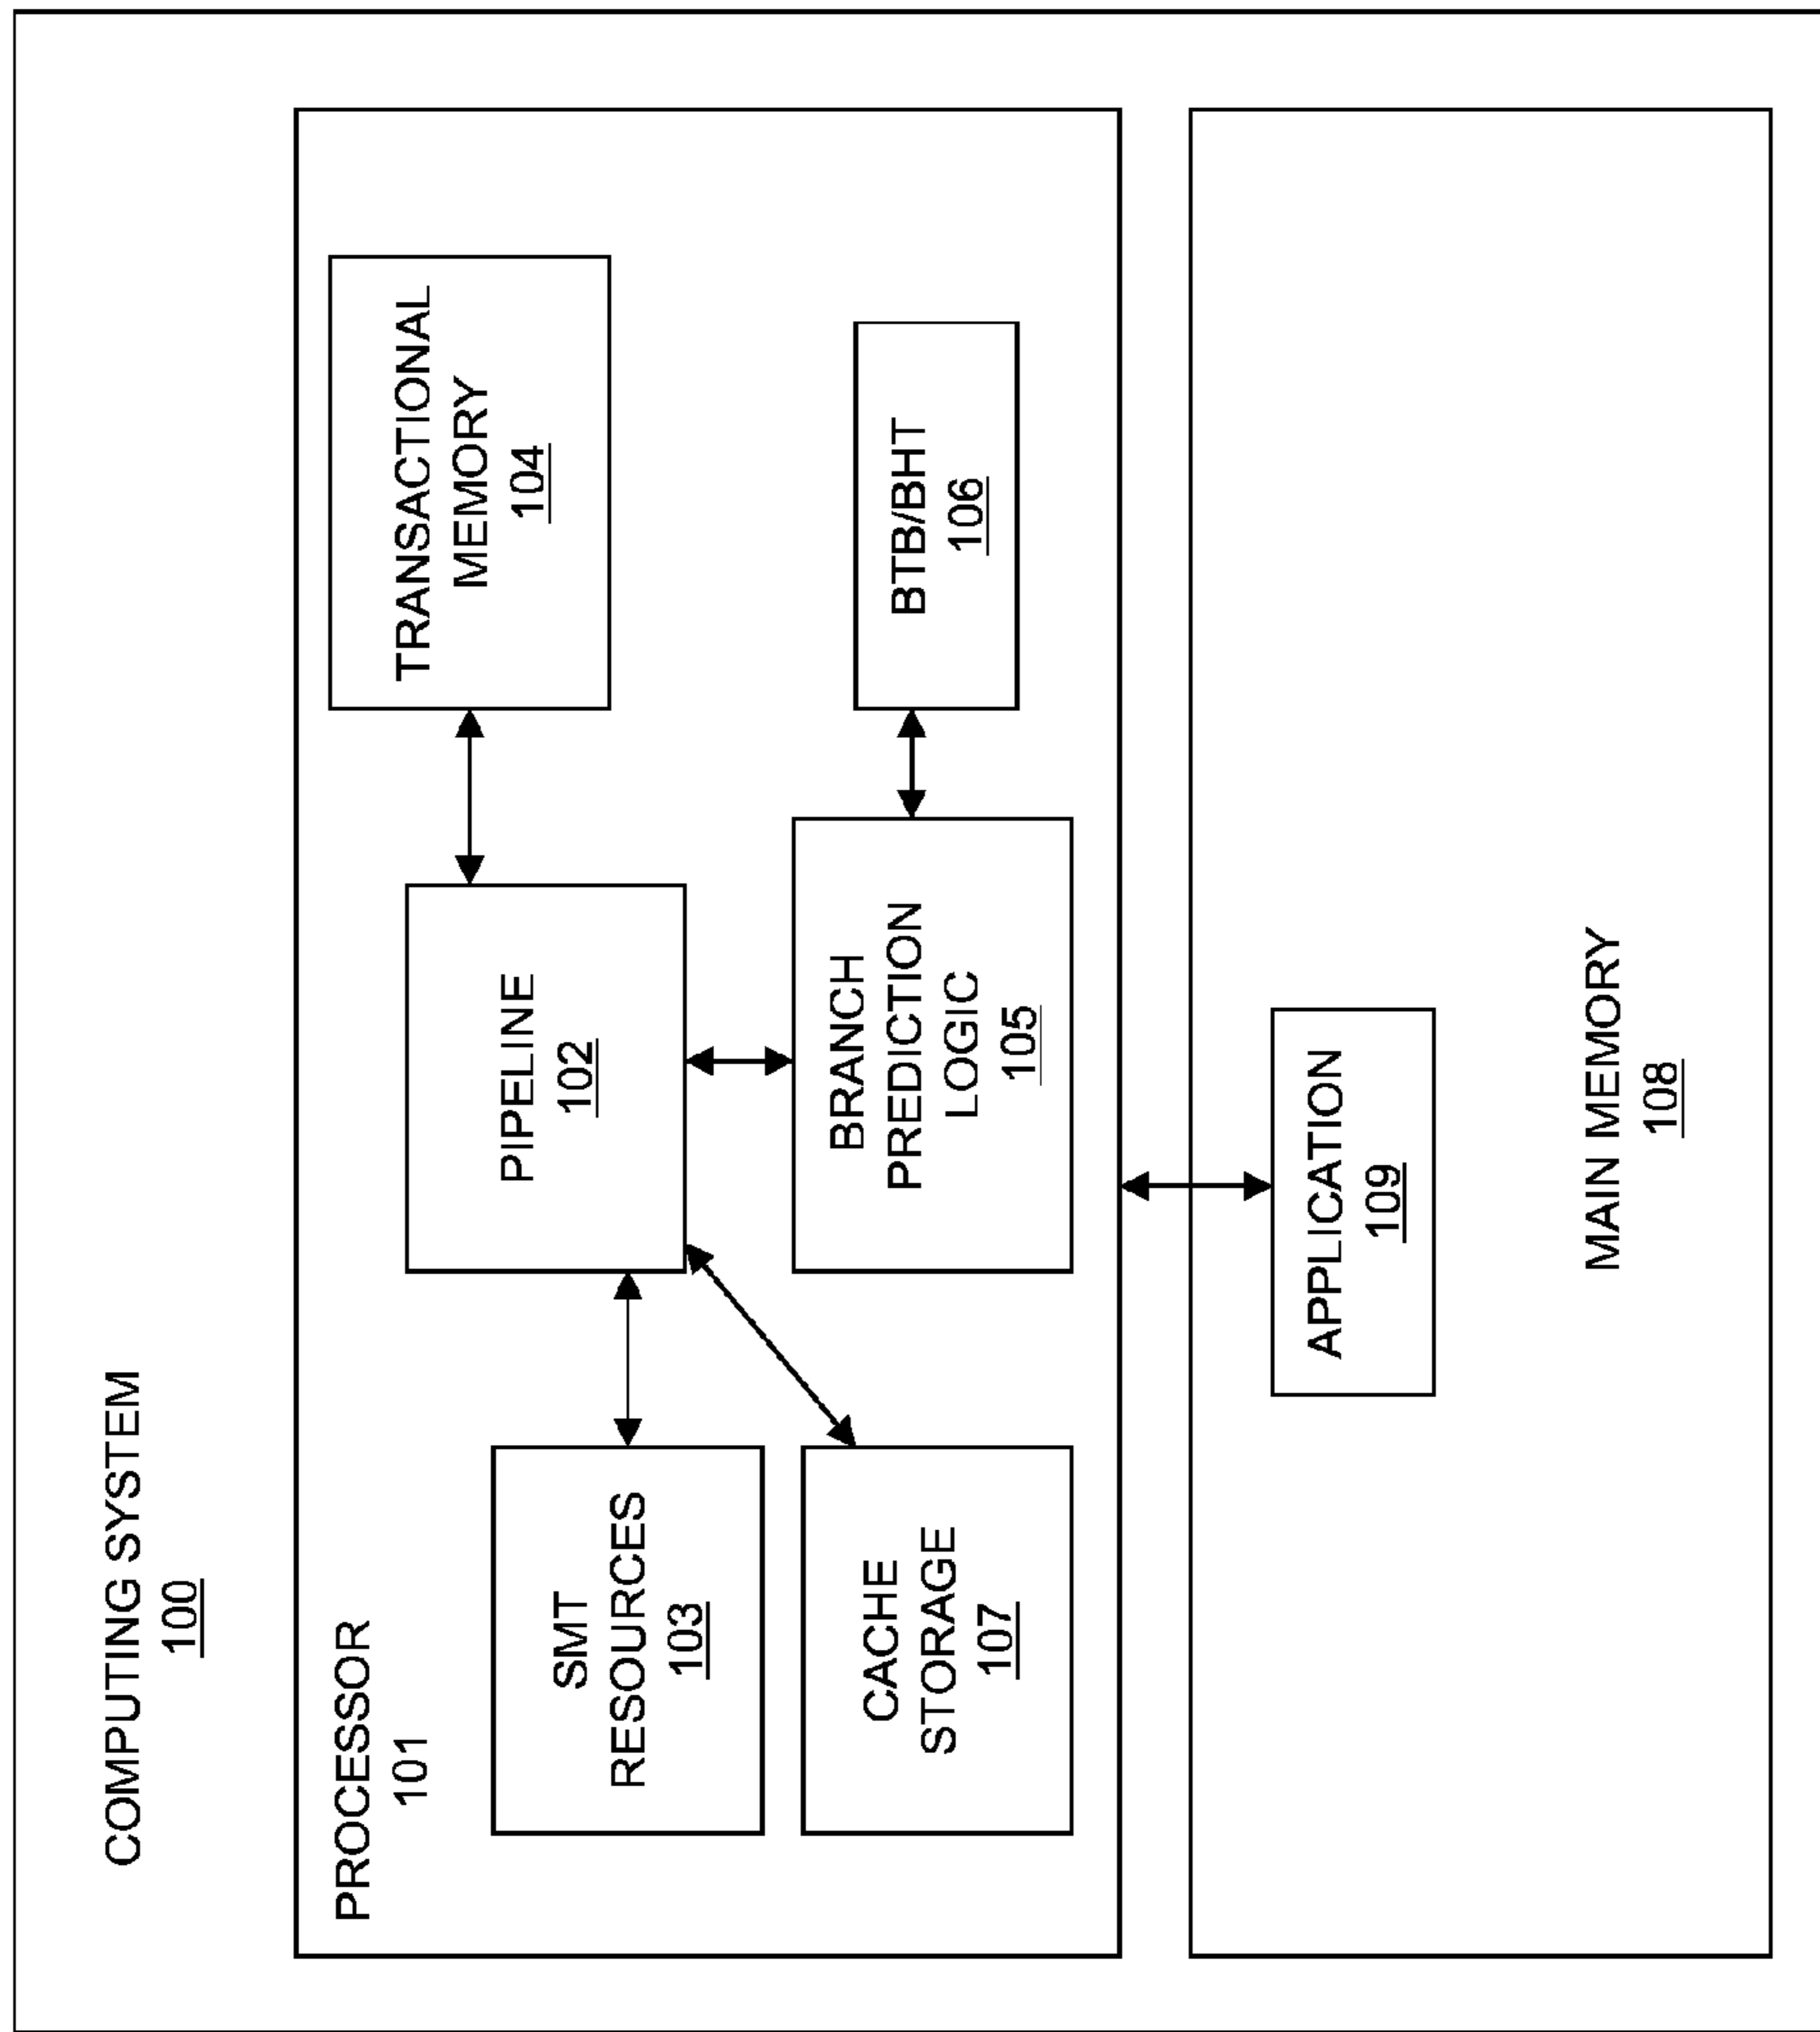 COMPUTING SYSTEM
100
PROCESSOR
101
SMT
RESOURCES
103
PIPELINE
102
TRANSACTIONAL
MEMORY
104
CACHE
STORAGE
107
BRANCH
PREDICTION
LOGIC
105
BTB/BHT
106
APPLICATION
109
MAIN MEMORY
108